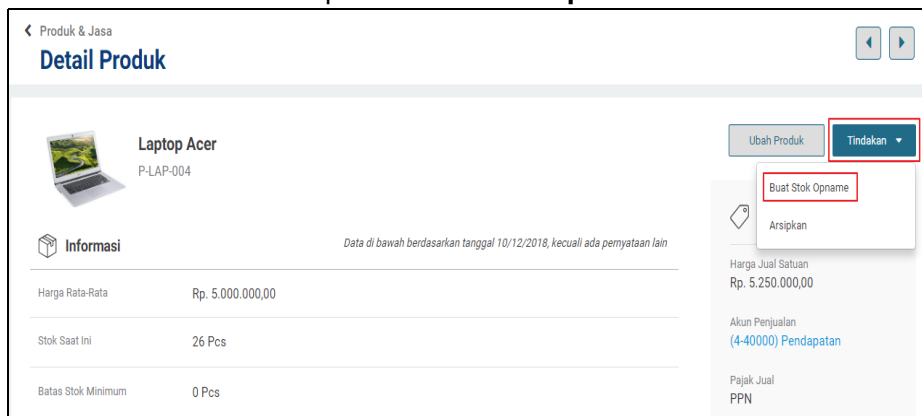 Produk & Jasa
Detail Produk
Laptop Acer
P-LAP-004
Ubah Produk
Tindakan
Buat Stok Opname
Arsipkan
Informasi
Data di bawah berdasarkan tanggal 10/12/2018, kecuali ada pernyataan lain
Harga Rata-Rata
Rp. 5.000.000,00
Stok Saat Ini
26 Pcs
Batas Stok Minimum
0 Pcs
Harga Jual Satuan
Rp. 5.250.000,00
Akun Penjualan
(4-40000) Pendapatan
Pajak Jual
PPN